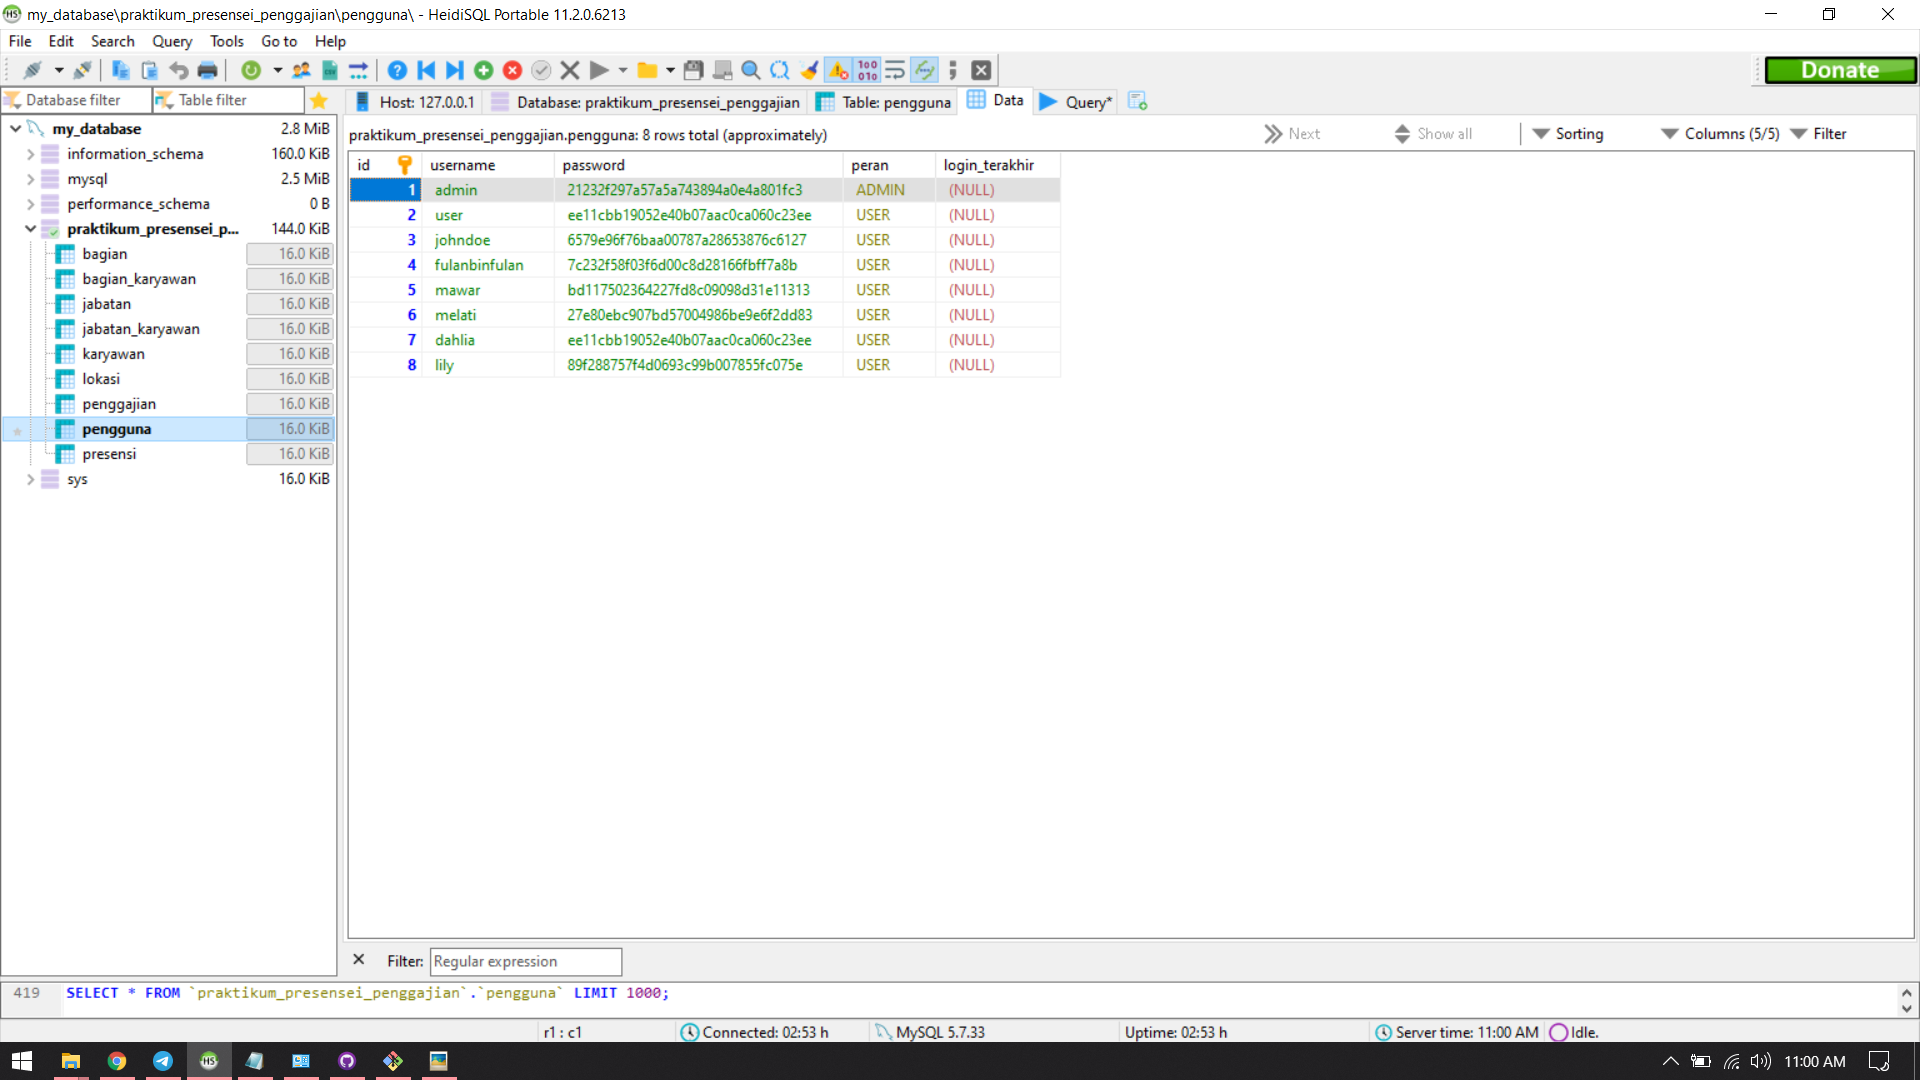 my_database\praktikum_presensei_penggajian\pengguna\ - HeidiSQL Portable 11.2.0.6213
File Edit Search Query Tools Go to Help
Donate
Database filter Table filter
Host: 127.0.0.1 Database: praktikum_presensei_penggajian Table: pengguna Data Query*
my_database 2.8 MiB
information_schema 160.0 KiB
mysql 2.5 MiB
performance_schema 0 B
praktikum_presensei_p... 144.0 KiB
bagian 16.0 KiB
bagian_karyawan 16.0 KiB
jabatan 16.0 KiB
jabatan_karyawan 16.0 KiB
karyawan 16.0 KiB
lokasi 16.0 KiB
penggajian 16.0 KiB
pengguna 16.0 KiB
presensi 16.0 KiB
sys 16.0 KiB
praktikum_presensei_penggajian.pengguna: 8 rows total (approximately) Next Show all Sorting Columns (5/5) Filter
id username password peran login_terakhir
1 admin 21232f297a57a5a743894a0e4a801fc3 ADMIN (NULL)
2 user ee11cbb19052e40b07aac0ca060c23ee USER (NULL)
3 johndoe 6579e96f76baa00787a28653876c6127 USER (NULL)
4 fulanbinfulan 7c232f58f03f6d00c8d28166fbff7a8b USER (NULL)
5 mawar bd117502364227fd8c09098d31e11313 USER (NULL)
6 melati 27e80ebc907bd57004986be9e6f2dd83 USER (NULL)
7 dahlia ee11cbb19052e40b07aac0ca060c23ee USER (NULL)
8 lily 89f288757f4d0693c99b007855fc075e USER (NULL)
Filter: Regular expression
419 SELECT * FROM `praktikum_presensei_penggajian`.`pengguna` LIMIT 1000;
r1 : c1 Connected: 02:53 h MySQL 5.7.33 Uptime: 02:53 h Server time: 11:00 AM Idle.
11:00 AM